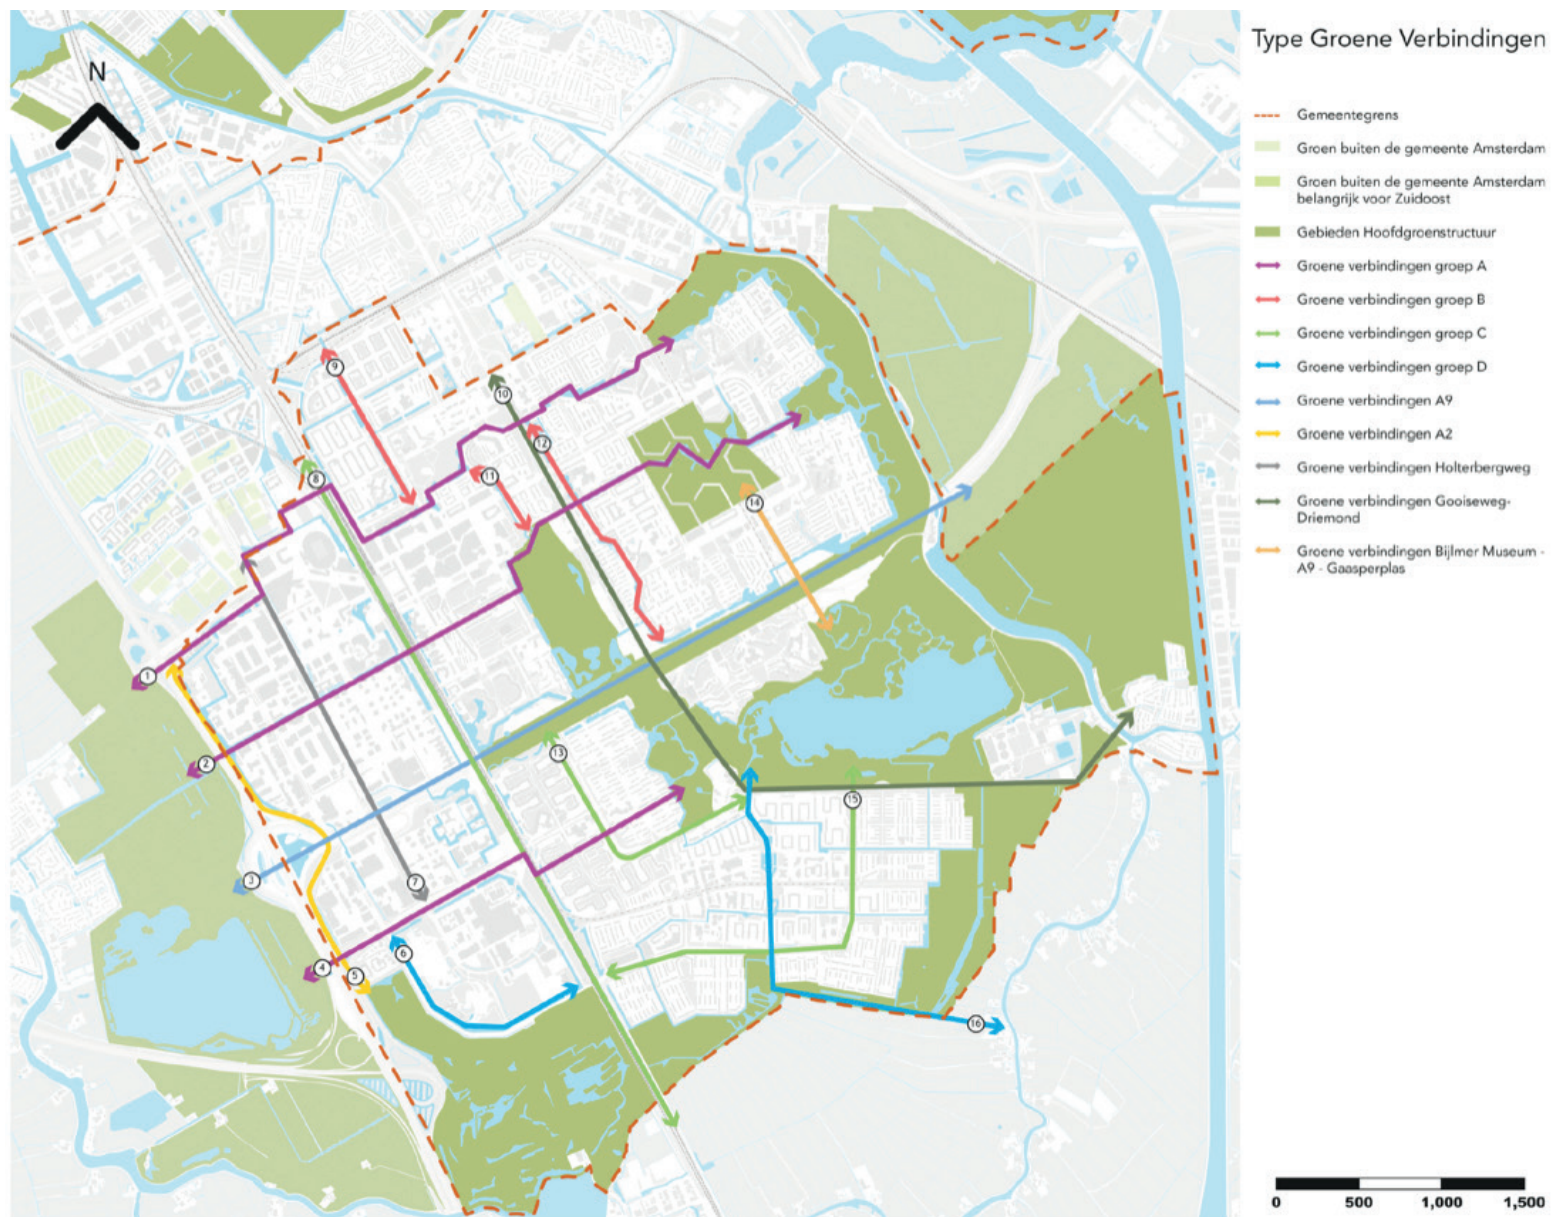 Type Groene Verbindingen
N
Gemeentegrens
Groen buiten de gemeente Amsterdam
Groen buiten de gemeente Amsterdam
belangrijk voor Zuidoost
Gebieden Hoofdgroenstructuur
Groene verbindingen groep A
Groene verbindingen groep B
Groene verbindingen groep C
Groene verbindingen groep D
Groene verbindingen A9
Groene verbindingen A2
Groene verbindingen Holterbergweg
Groene verbindingen Gooiseweg-
Driemond
Groene verbindingen Bijlmer Museum -
A9 - Gaasperplas
9
10
12
11
8
14
1
2
13
15
3
7
4
5
6
16
0 500 1,000 1,500